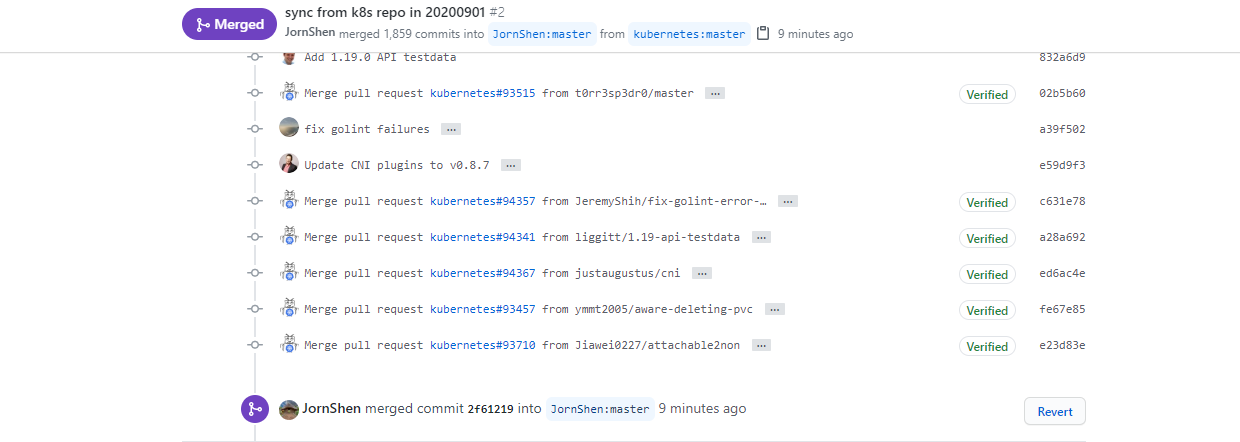 Merged
sync from k8s repo in 20200901 #2
JornShen merged 1,859 commits into JornShen:master from kubernetes:master 9 minutes ago
Add 1.19.0 API testdata 832a6d9
Merge pull request kubernetes#93515 from t0rr3sp3dr0/master ... Verified 02b5b60
fix golint failures ... a39f502
Update CNI plugins to v0.8.7 ... e59d9f3
Merge pull request kubernetes#94357 from JeremyShih/fix-golint-error-… ... Verified c631e78
Merge pull request kubernetes#94341 from liggitt/1.19-api-testdata ... Verified a28a692
Merge pull request kubernetes#94367 from justaugustus/cni ... Verified ed6ac4e
Merge pull request kubernetes#93457 from ymmt2005/aware-deleting-pvc ... Verified fe67e85
Merge pull request kubernetes#93710 from Jiawei0227/attachable2non ... Verified e23d83e
JornShen merged commit 2f61219 into JornShen:master 9 minutes ago Revert